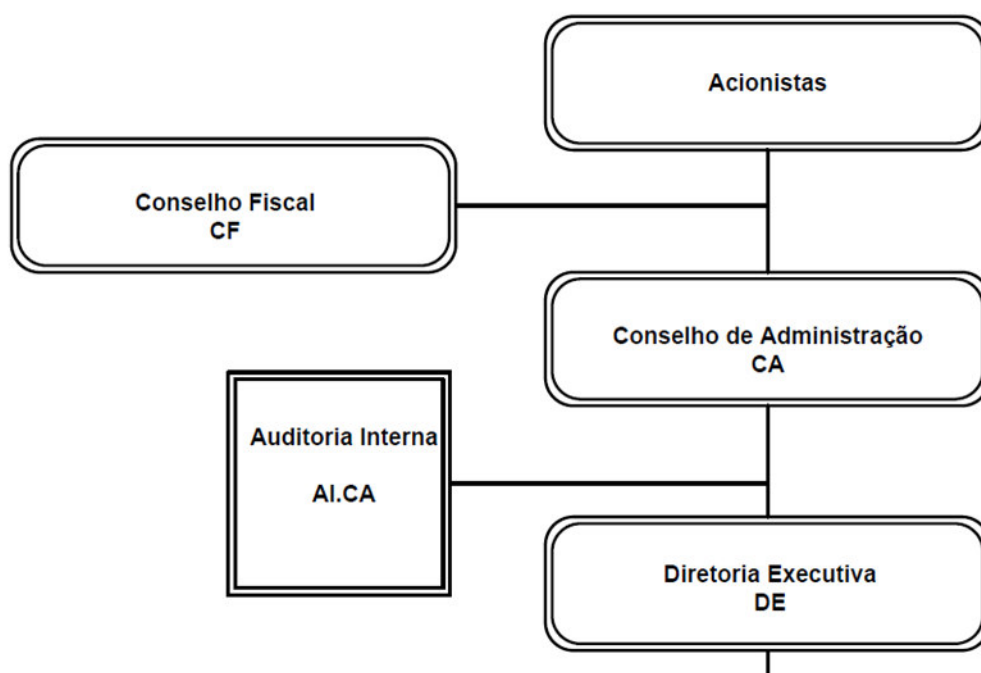 Acionistas
Conselho Fiscal
CF
Conselho de Administração
CA
Auditoria Interna
AI.CA
Diretoria Executiva
DE